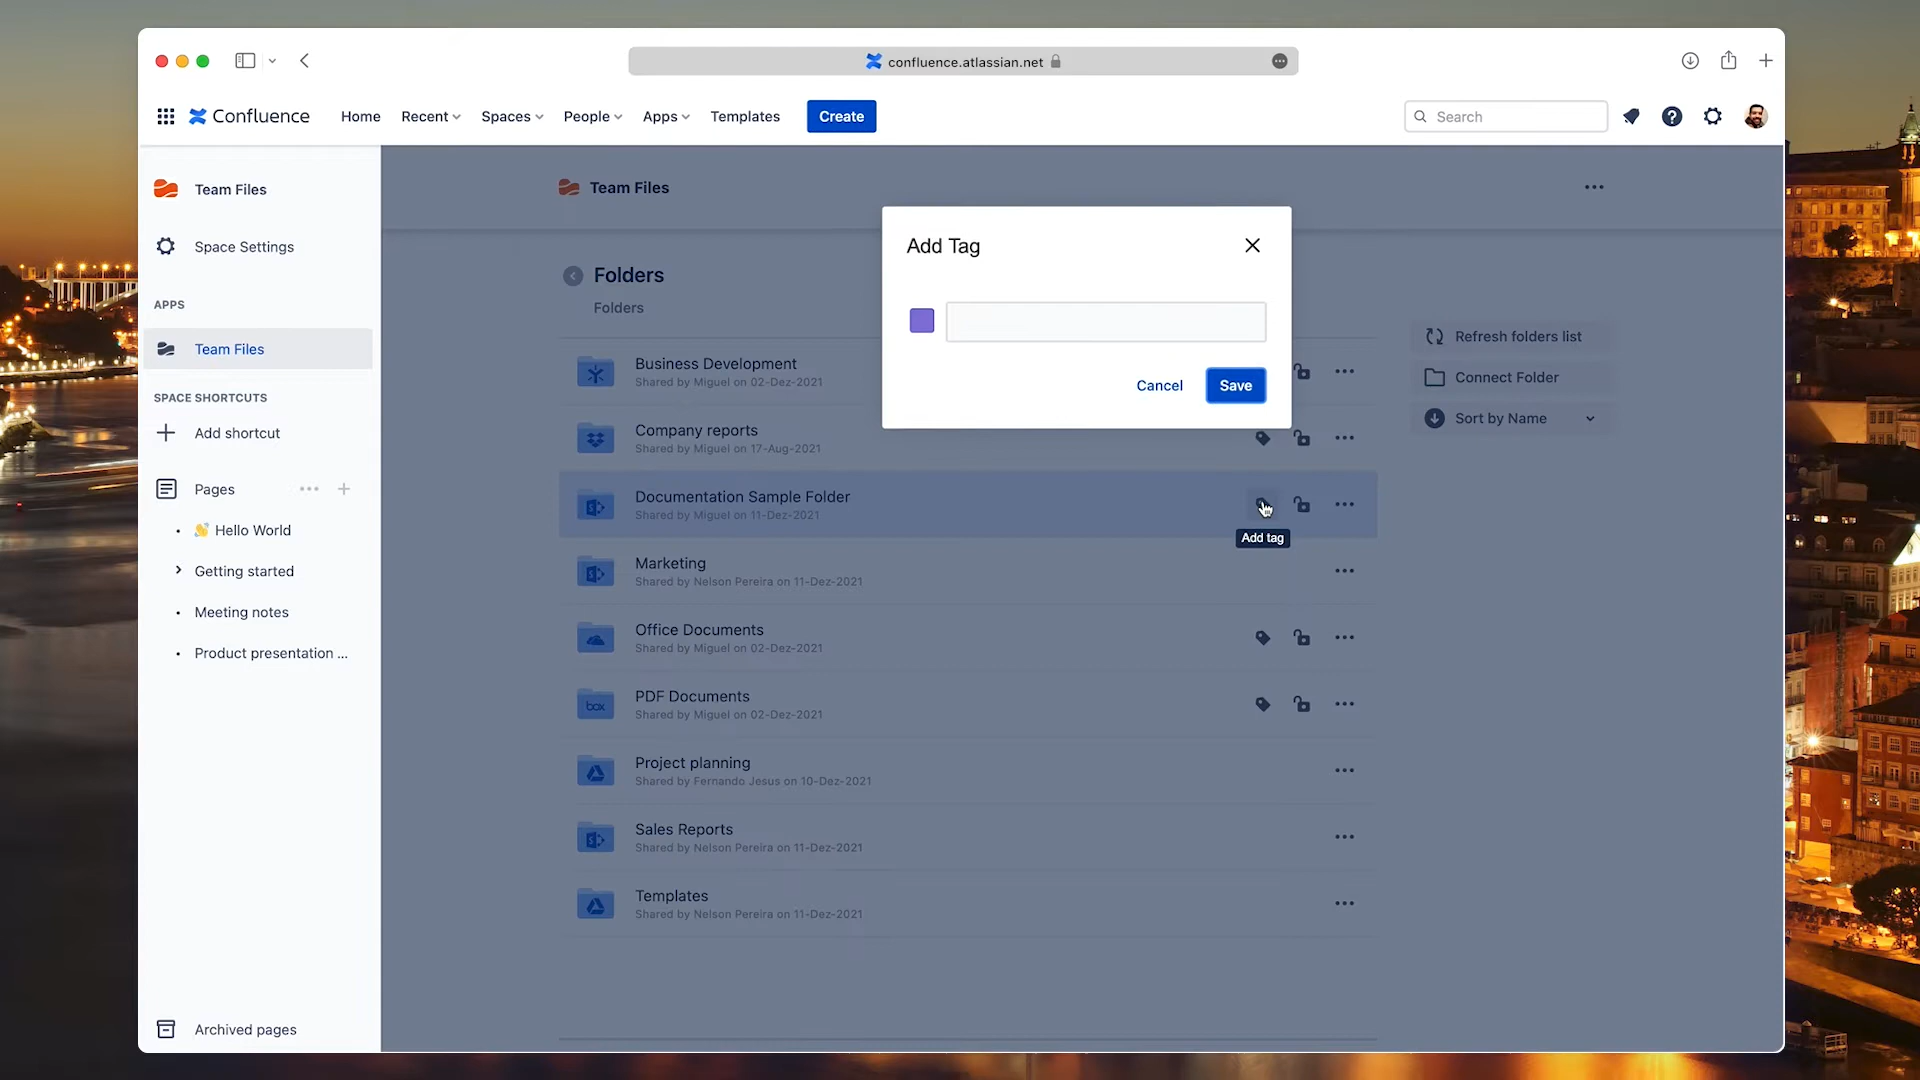 confluence.atlassian.net
Confluence
Home
Recent
Spaces
People
Apps
Templates
Create
Search
Team Files
Space Settings
APPS
Team Files
SPACE SHORTCUTS
Add shortcut
Pages
Hello World
Getting started
Meeting notes
Product presentation ...
Archived pages
Team Files
Folders
Folders
Business Development
Shared by Miguel on 02-Dez-2021
Company reports
Shared by Miguel on 17-Aug-2021
Documentation Sample Folder
Shared by Miguel on 11-Dez-2021
Add tag
Marketing
Shared by Nelson Pereira on 11-Dez-2021
Office Documents
Shared by Miguel on 02-Dez-2021
box
PDF Documents
Shared by Miguel on 02-Dez-2021
Project planning
Shared by Fernando Jesus on 10-Dez-2021
Sales Reports
Shared by Nelson Pereira on 11-Dez-2021
Templates
Shared by Nelson Pereira on 11-Dez-2021
Add Tag
Cancel
Save
Refresh folders list
Connect Folder
Sort by Name